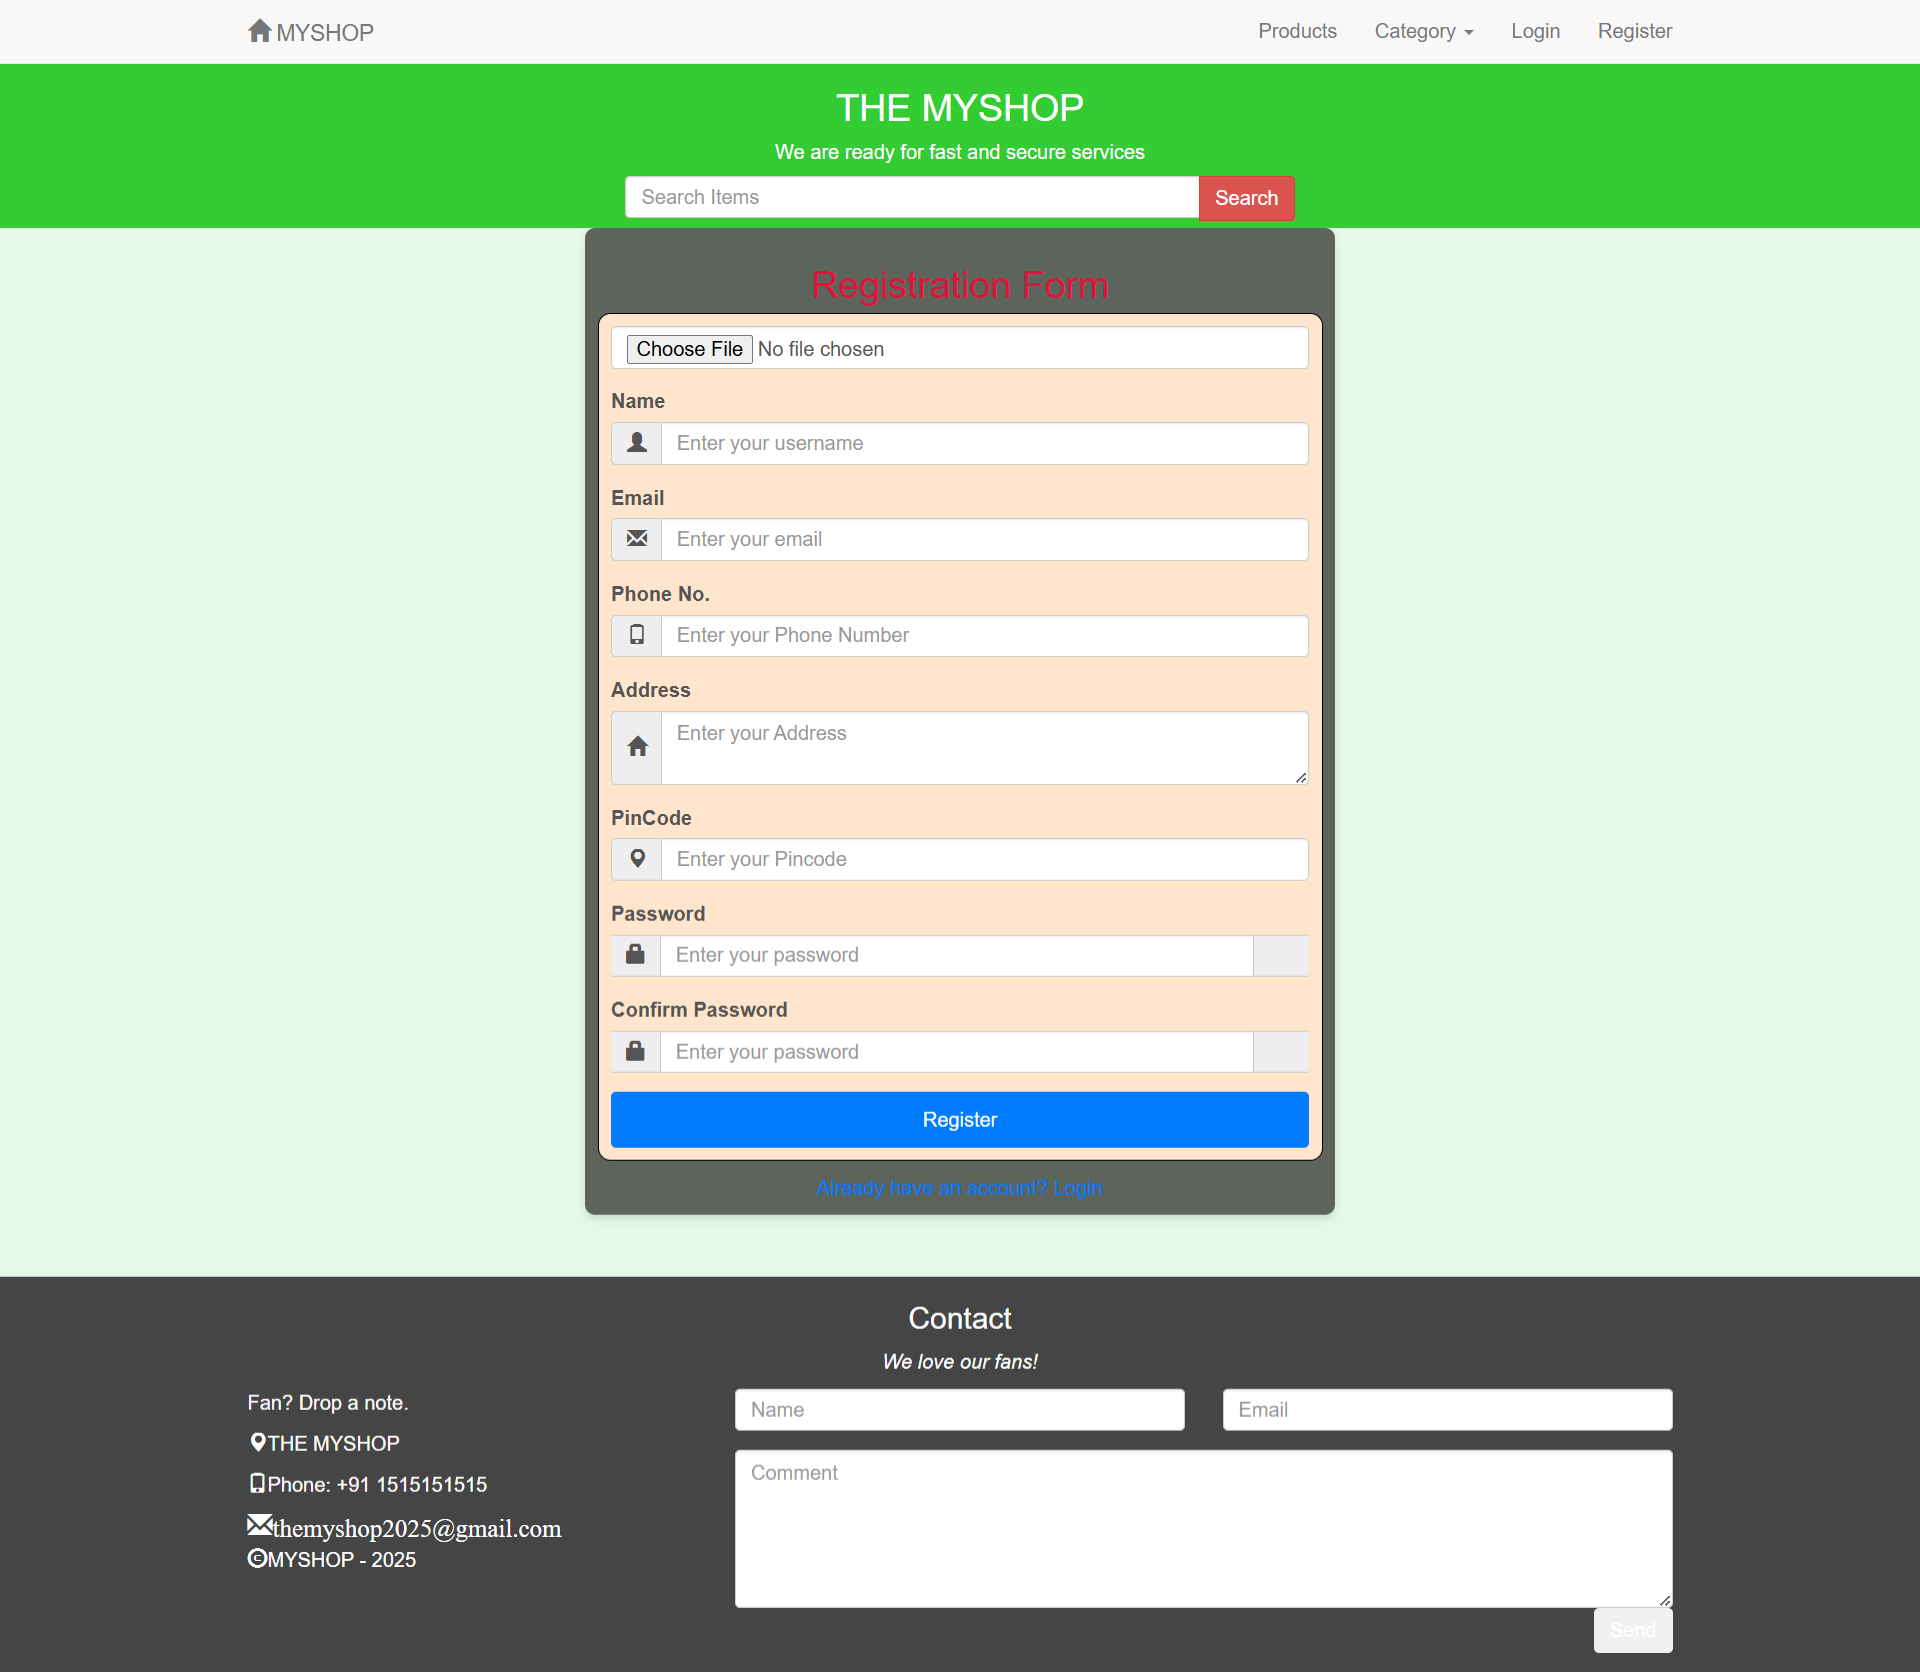 MYSHOP
Products Category Login Register
THE MYSHOP
We are ready for fast and secure services
Search Items Search
Registration Form
Choose File No file chosen
Name
Enter your username
Email
Enter your email
Phone No.
Enter your Phone Number
Address
Enter your Address
PinCode
Enter your Pincode
Password
Enter your password
Confirm Password
Enter your password
Register
Already have an account? Login
Contact
We love our fans!
Fan? Drop a note.
THE MYSHOP
Phone: +91 1515151515
themyshop2025@gmail.com
©MYSHOP - 2025
Name Email
Comment
Send